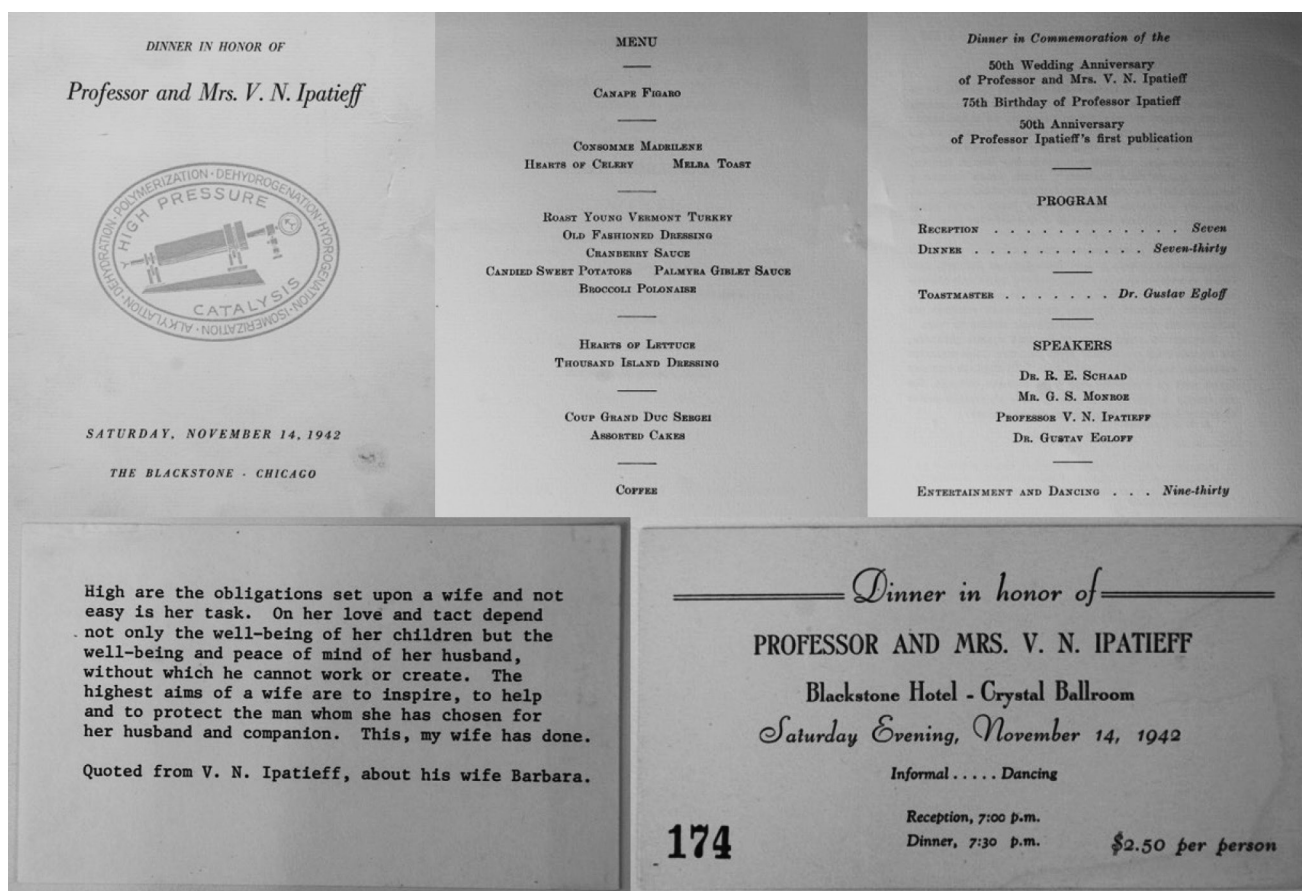 DINNER IN HONOR OF
Professor and Mrs. V. N. Ipatieff
HIGH PRESSURE
CATALYSIS
DEHYDRATION · POLYMERIZATION · DEHYDROGENATION · HYDROGENATION · ISOMERIZATION · ALKYLATION ·
SATURDAY, NOVEMBER 14, 1942
THE BLACKSTONE - CHICAGO
MENU
CANAPE FIGARO
CONSOMME MADRILENE
HEARTS OF CELERY MELBA TOAST
ROAST YOUNG VERMONT TURKEY
OLD FASHIONED DRESSING
CRANBERRY SAUCE
CANDIED SWEET POTATOES PALMYRA GIBLET SAUCE
BROCCOLI POLONAISE
HEARTS OF LETTUCE
THOUSAND ISLAND DRESSING
COUP GRAND DUC SERGEI
ASSORTED CAKES
COFFEE
Dinner in Commemoration of the
50th Wedding Anniversary
of Professor and Mrs. V. N. Ipatieff
75th Birthday of Professor Ipatieff
50th Anniversary
of Professor Ipatieff's first publication
PROGRAM
RECEPTION . . . . . . . . . . . . Seven
DINNER . . . . . . . . . . . Seven-thirty
TOASTMASTER . . . . . . . Dr. Gustav Egloff
SPEAKERS
DR. R. E. SCHAAD
MR. G. S. MONROE
PROFESSOR V. N. IPATIEFF
DR. GUSTAV EGLOFF
ENTERTAINMENT AND DANCING . . . Nine-thirty
High are the obligations set upon a wife and not
easy is her task. On her love and tact depend
not only the well-being of her children but the
well-being and peace of mind of her husband,
without which he cannot work or create. The
highest aims of a wife are to inspire, to help
and to protect the man whom she has chosen for
her husband and companion. This, my wife has done.
Quoted from V. N. Ipatieff, about his wife Barbara.
Dinner in honor of
PROFESSOR AND MRS. V. N. IPATIEFF
Blackstone Hotel - Crystal Ballroom
Saturday Evening, November 14, 1942
Informal . . . . . Dancing
Reception, 7:00 p.m.
Dinner, 7:30 p.m.
174
$2.50 per person